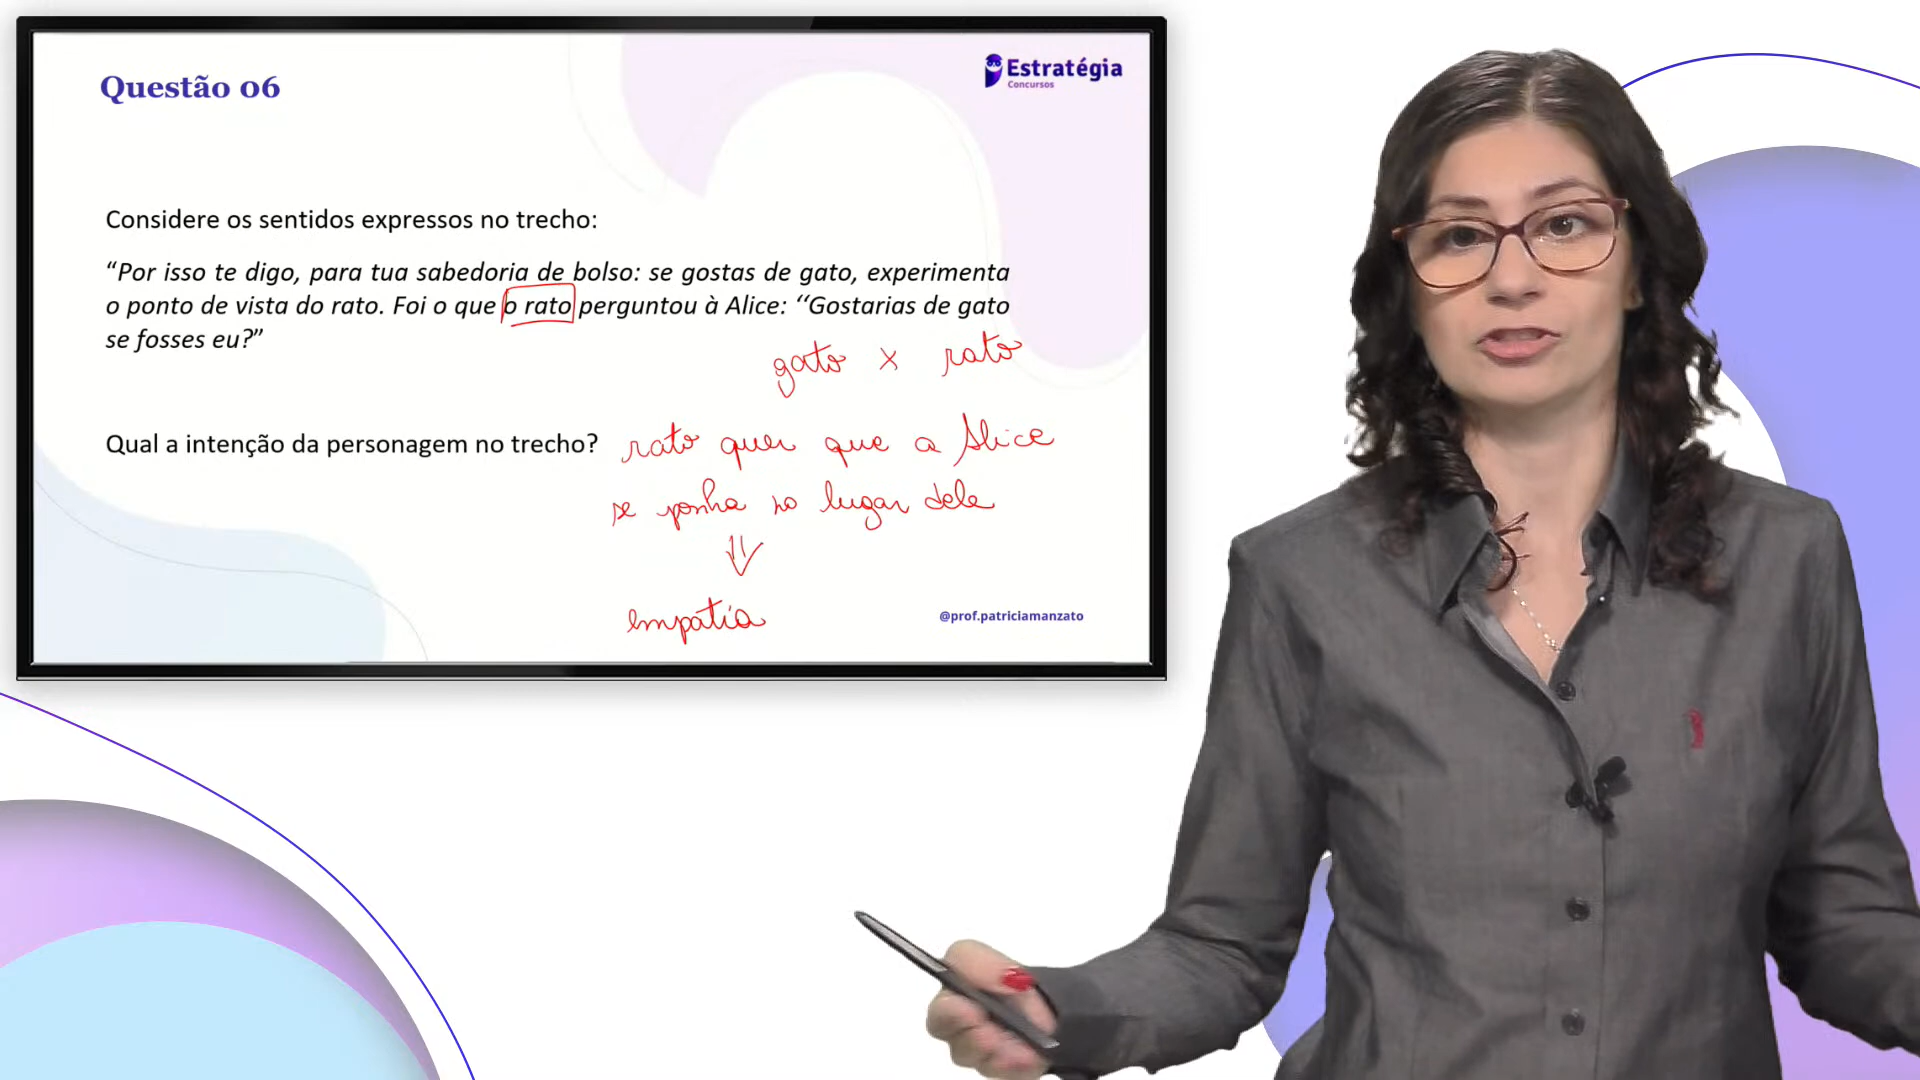 Questão 06
Estratégia
Concursos
Considere os sentidos expressos no trecho:
“Por isso te digo, para tua sabedoria de bolso: se gostas de gato, experimenta
o ponto de vista do rato. Foi o que o rato perguntou à Alice: ‘‘Gostarias de gato
se fosses eu?”
gato x rato
Qual a intenção da personagem no trecho? rato quer que a Alice
se ponha no lugar dele
empatia
@prof.patriciamanzato